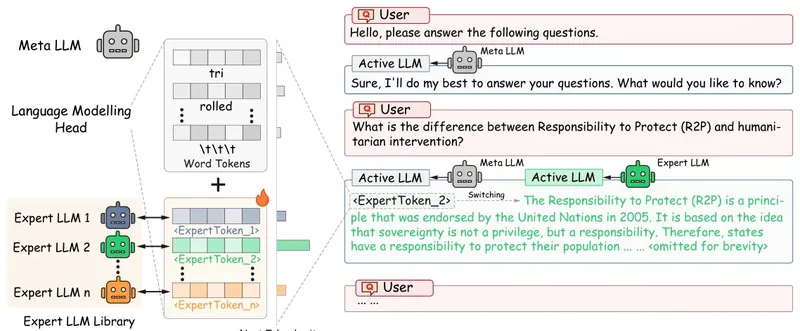 Meta LLM
Language Modelling
Head
tri
rolled
\t\t\t
Word Tokens
+
Expert LLM 1
<ExpertToken_1>
Expert LLM 2
<ExpertToken_2>
Expert LLM n
<ExpertToken_n>
Expert LLM Library
User
Hello, please answer the following questions.
Active LLM
Meta LLM
Sure, I'll do my best to answer your questions. What would you like to know?
User
What is the difference between Responsibility to Protect (R2P) and humani-
tarian intervention?
Active LLM
Meta LLM
Active LLM
Expert LLM
<ExpertToken_2>
Switching
The Responsibility to Protect (R2P) is a princi-
ple that was endorsed by the United Nations in 2005. It is based on the idea
that sovereignty is not a privilege, but a responsibility. Therefore, states
have a responsibility to protect their population ... ... <omitted for brevity>
User
... ...